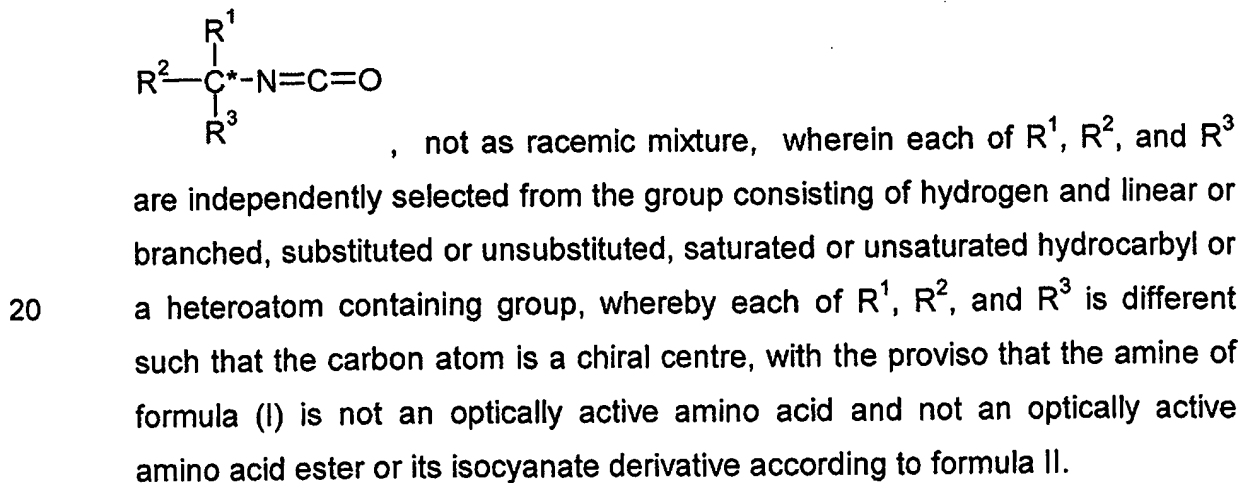 R¹
R²—C*-N=C=O
R³
, not as racemic mixture, wherein each of R¹, R², and R³
are independently selected from the group consisting of hydrogen and linear or
branched, substituted or unsubstituted, saturated or unsaturated hydrocarbyl or
20 a heteroatom containing group, whereby each of R¹, R², and R³ is different
such that the carbon atom is a chiral centre, with the proviso that the amine of
formula (I) is not an optically active amino acid and not an optically active
amino acid ester or its isocyanate derivative according to formula II.